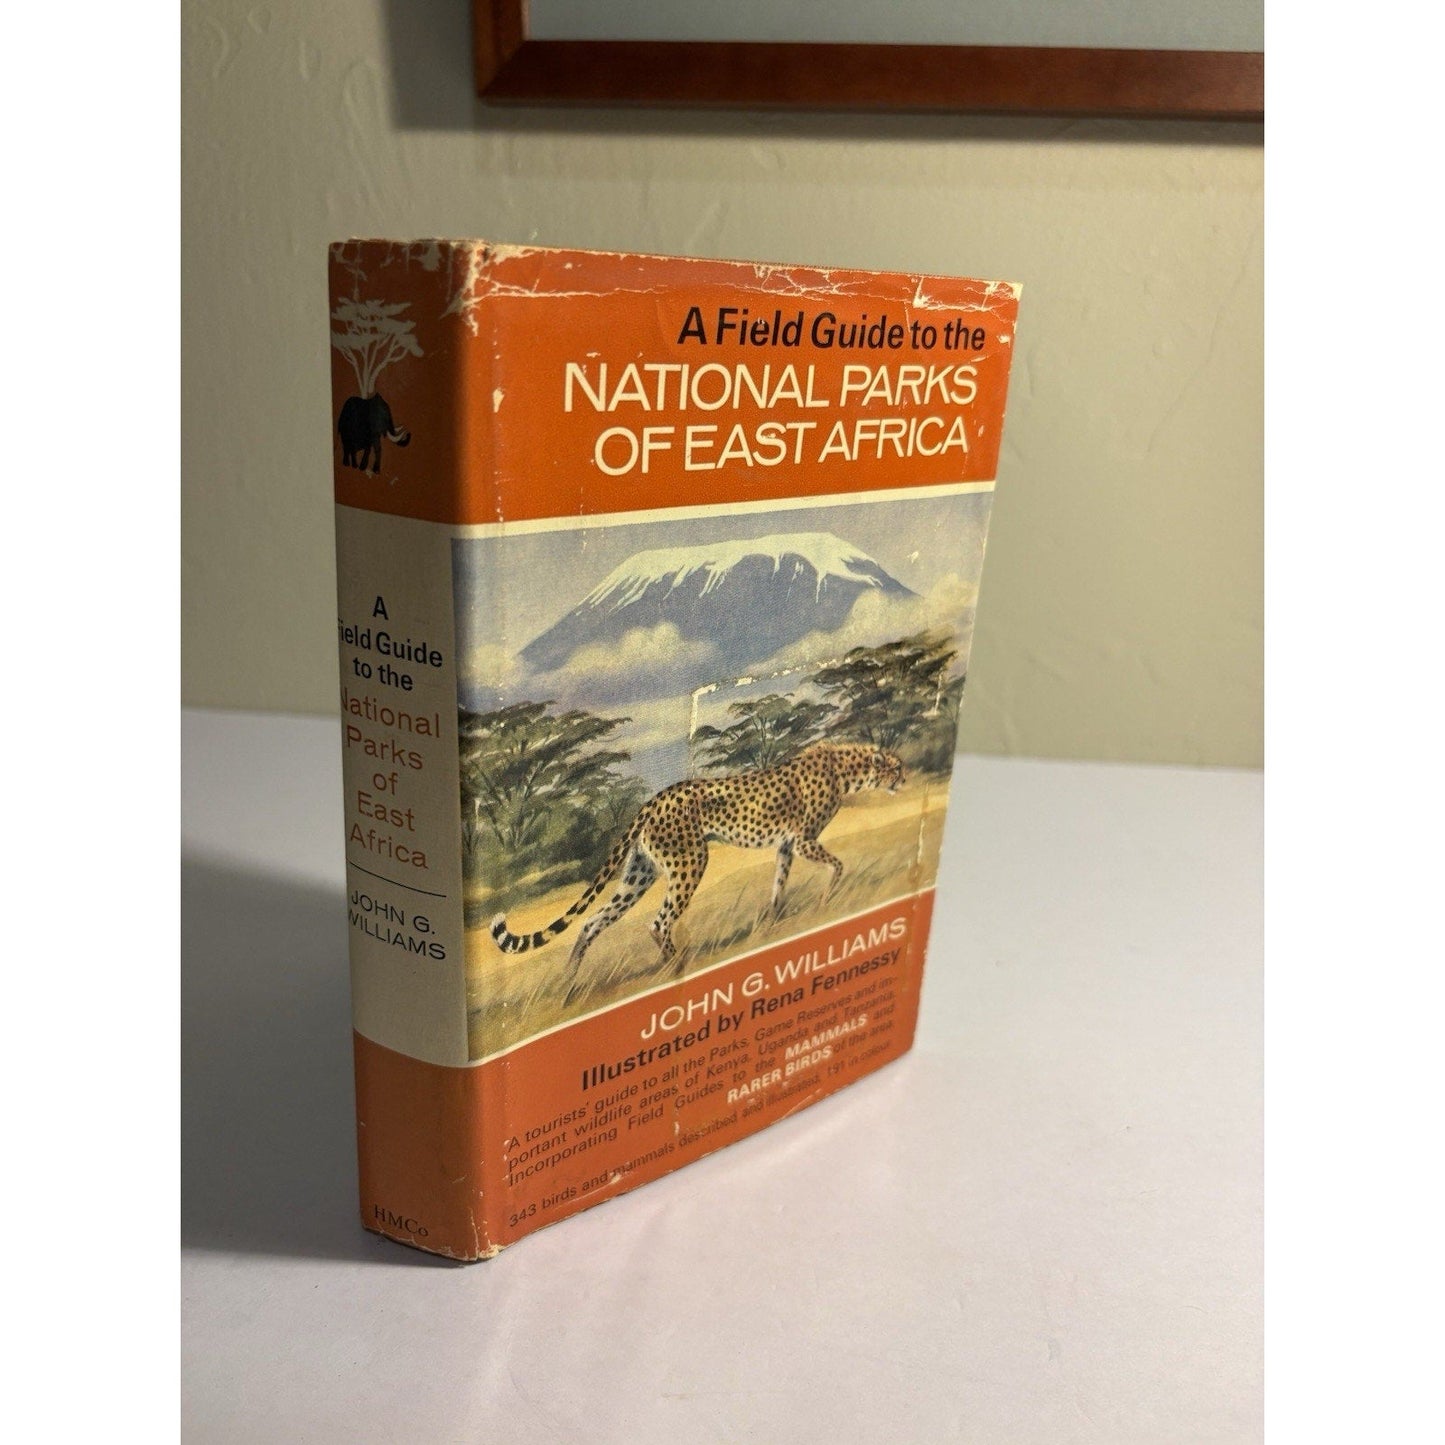 A Field Guide to the
NATIONAL PARKS
OF EAST AFRICA
JOHN G. WILLIAMS
Illustrated by Rena Fennessy
A tourists' guide to all the Parks, Game Reserves and im-
portant wildlife areas of Kenya, Uganda and Tanzania.
Incorporating Field Guides to the MAMMALS and
RARER BIRDS of the area
343 birds and mammals described and illustrated, 191 in colour
A
Field Guide
to the
National
Parks
of
East
Africa
JOHN G.
WILLIAMS
HMCo